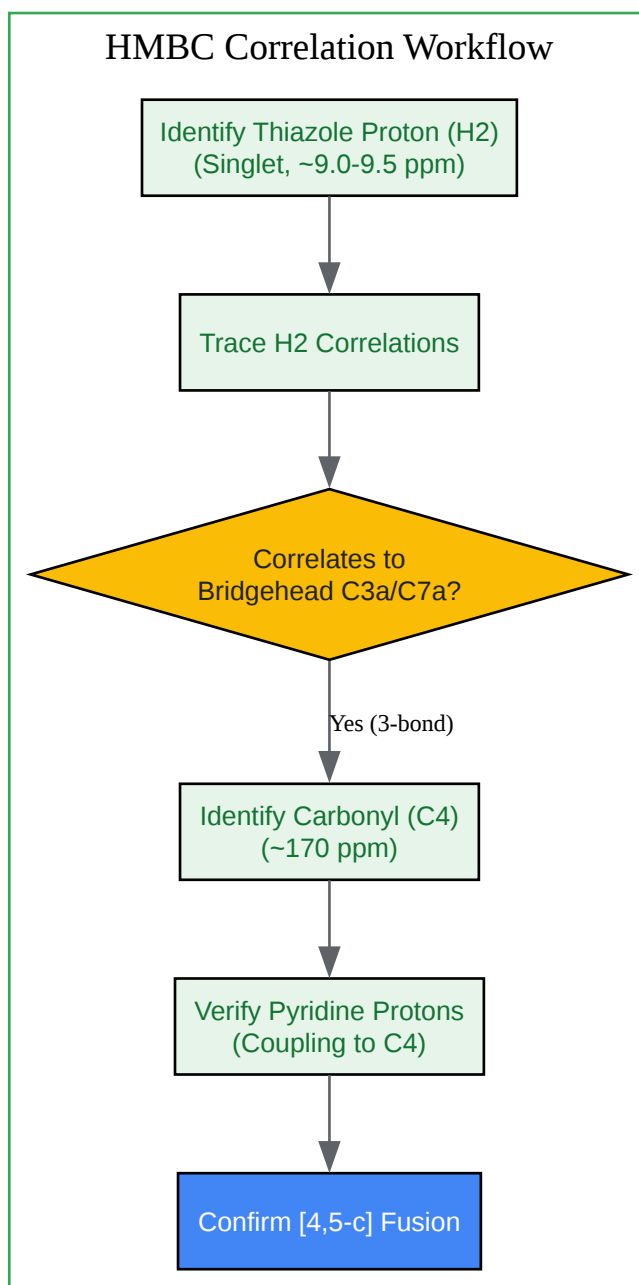 HMBC Correlation Workflow
Identify Thiazole Proton (H2)
(Singlet, ~9.0-9.5 ppm)
Trace H2 Correlations
Correlates to
Bridgehead C3a/C7a?
Yes (3-bond)
Identify Carbonyl (C4)
(~170 ppm)
Verify Pyridine Protons
(Coupling to C4)
Confirm [4,5-c] Fusion